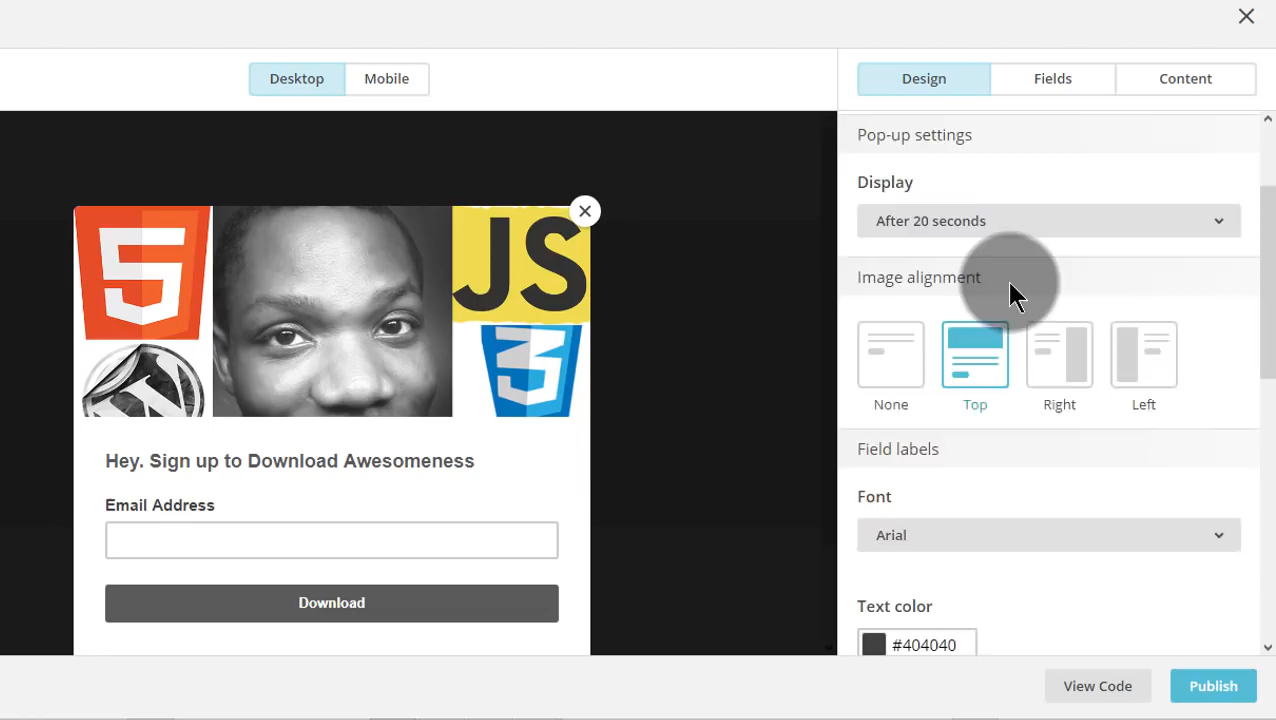 Desktop
Mobile
Design
Fields
Content
Pop-up settings
Display
After 20 seconds
Image alignment
None
Top
Right
Left
Field labels
Font
Arial
Text color
#404040
5
JS
W
3
Hey. Sign up to Download Awesomeness
Email Address
Download
View Code
Publish